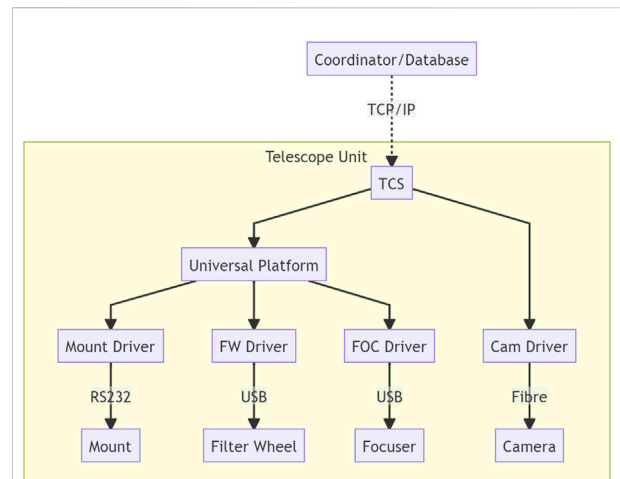 Coordinator/Database
TCP/IP
Telescope Unit
TCS
Universal Platform
Mount Driver
FW Driver
FOC Driver
Cam Driver
RS232
USB
USB
Fibre
Mount
Filter Wheel
Focuser
Camera